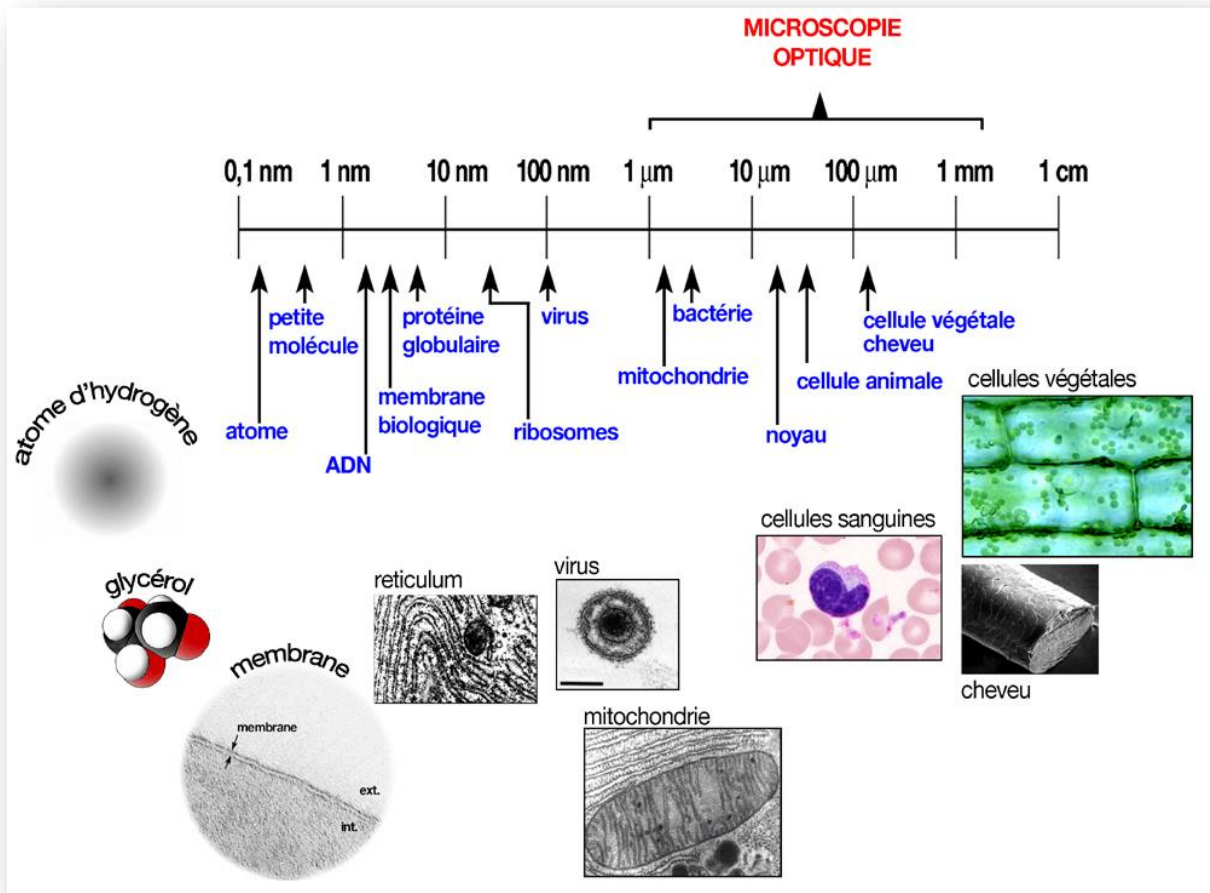 MICROSCOPIE
OPTIQUE
0,1 nm 1 nm 10 nm 100 nm 1 μm 10 μm 100 μm 1 mm 1 cm
petite
molécule
protéine
globulaire
virus
bactérie
cellule végétale
cheveu
mitochondrie
cellule animale
membrane
biologique
atome
ribosomes
noyau
ADN
atome d'hydrogène
cellules végétales
cellules sanguines
glycérol
reticulum
virus
cheveu
membrane
membrane
ext.
int.
mitochondrie